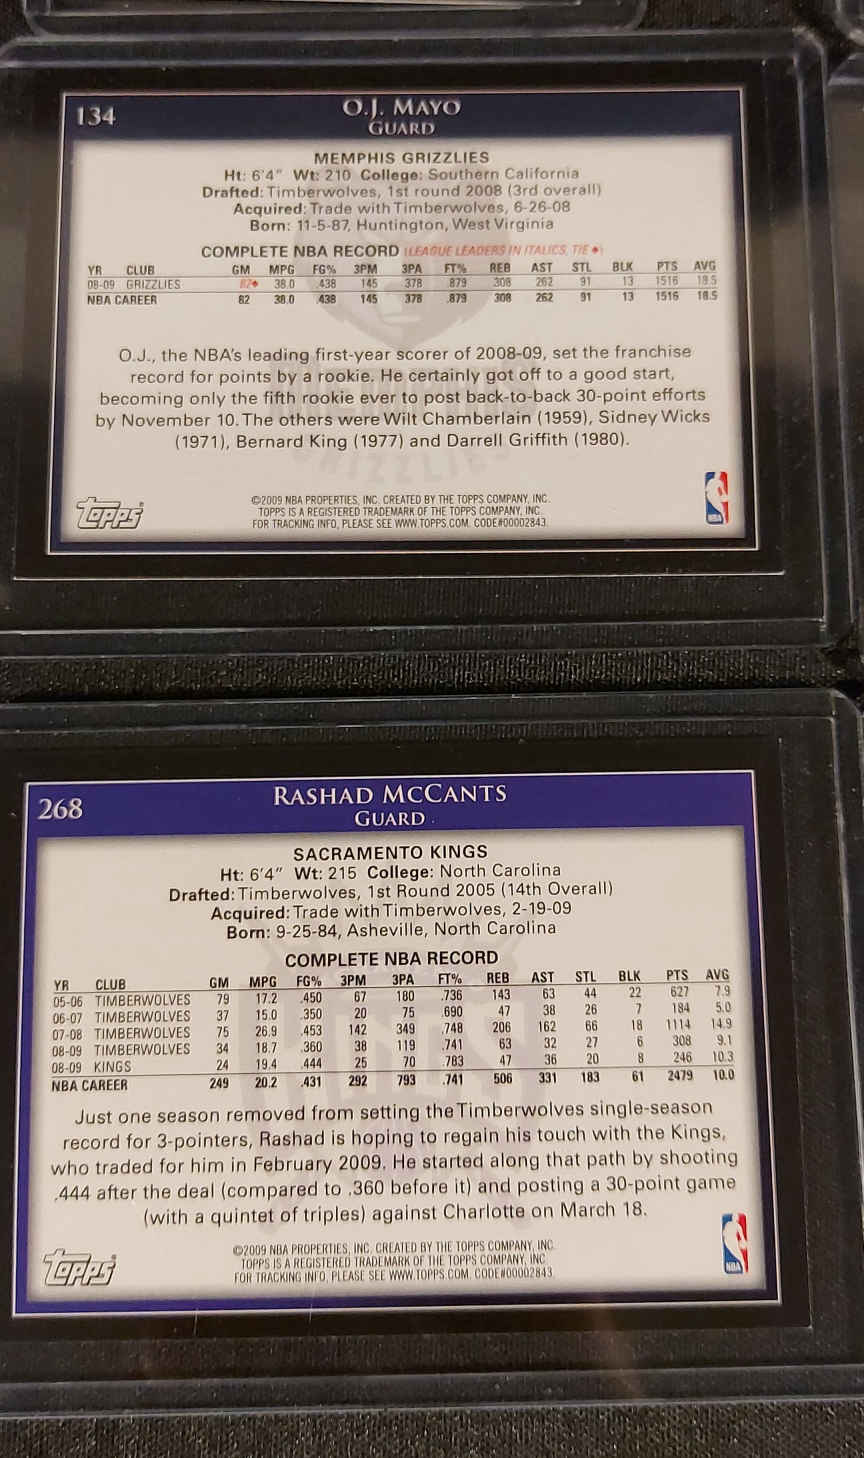 134
O.J. MAYO
GUARD
MEMPHIS GRIZZLIES
Ht: 6'4" Wt: 210 College: Southern California
Drafted: Timberwolves, 1st round 2008 (3rd overall)
Acquired: Trade with Timberwolves, 6-26-08
Born: 11-5-87, Huntington, West Virginia
COMPLETE NBA RECORD (LEAGUE LEADERS IN ITALICS, TIE ♦)
YR CLUB GM MPG FG% 3PM 3PA FT% REB AST STL BLK PTS AVG
08-09 GRIZZLIES 82♦ 38.0 .438 145 378 .879 308 262 91 13 1516 18.5
NBA CAREER 82 38.0 .438 145 378 .879 308 262 91 13 1516 18.5
O.J., the NBA's leading first-year scorer of 2008-09, set the franchise
record for points by a rookie. He certainly got off to a good start,
becoming only the fifth rookie ever to post back-to-back 30-point efforts
by November 10. The others were Wilt Chamberlain (1959), Sidney Wicks
(1971), Bernard King (1977) and Darrell Griffith (1980).
GRIZZLIES
Topps
©2009 NBA PROPERTIES, INC. CREATED BY THE TOPPS COMPANY, INC.
TOPPS IS A REGISTERED TRADEMARK OF THE TOPPS COMPANY, INC.
FOR TRACKING INFO, PLEASE SEE WWW.TOPPS.COM. CODE#00002843.
NBA
268
RASHAD MCCANTS
GUARD
SACRAMENTO KINGS
Ht: 6'4" Wt: 215 College: North Carolina
Drafted: Timberwolves, 1st Round 2005 (14th Overall)
Acquired: Trade with Timberwolves, 2-19-09
Born: 9-25-84, Asheville, North Carolina
COMPLETE NBA RECORD
YR CLUB GM MPG FG% 3PM 3PA FT% REB AST STL BLK PTS AVG
05-06 TIMBERWOLVES 79 17.2 .450 67 180 .736 143 63 44 22 627 7.9
06-07 TIMBERWOLVES 37 15.0 .350 20 75 .690 47 38 26 7 184 5.0
07-08 TIMBERWOLVES 75 26.9 .453 142 349 .748 206 162 66 18 1114 14.9
08-09 TIMBERWOLVES 34 18.7 .360 38 119 .741 63 32 27 6 308 9.1
08-09 KINGS 24 19.4 .444 25 70 .783 47 36 20 8 246 10.3
NBA CAREER 249 20.2 .431 292 793 .741 506 331 183 61 2479 10.0
Just one season removed from setting the Timberwolves single-season
record for 3-pointers, Rashad is hoping to regain his touch with the Kings,
who traded for him in February 2009. He started along that path by shooting
.444 after the deal (compared to .360 before it) and posting a 30-point game
(with a quintet of triples) against Charlotte on March 18.
Topps
©2009 NBA PROPERTIES, INC. CREATED BY THE TOPPS COMPANY, INC.
TOPPS IS A REGISTERED TRADEMARK OF THE TOPPS COMPANY, INC.
FOR TRACKING INFO, PLEASE SEE WWW.TOPPS.COM. CODE#00002843.
NBA